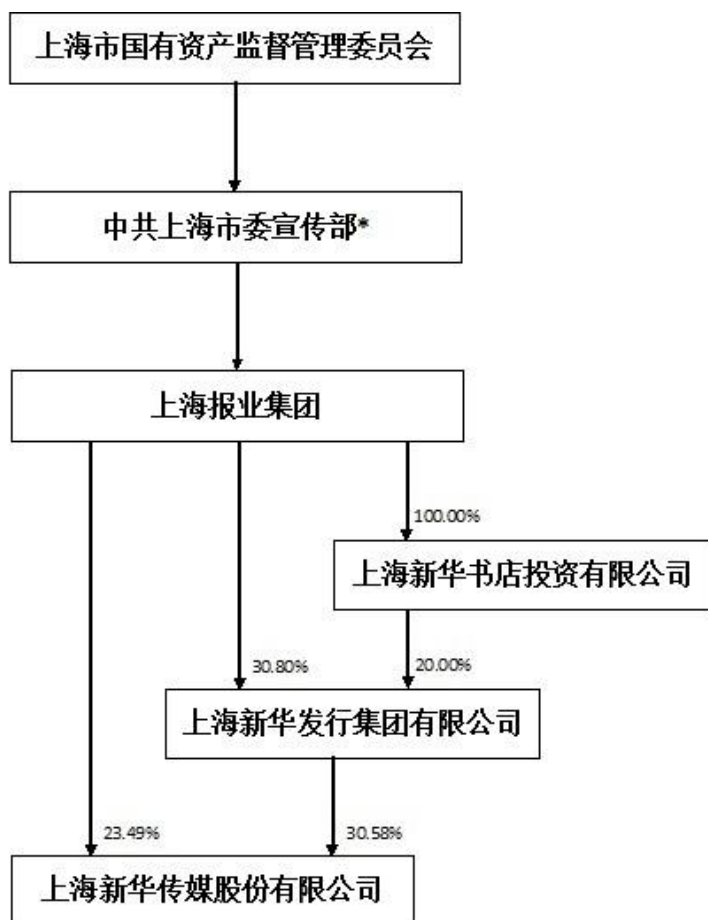 上海市国有资产监督管理委员会
中共上海市委宣传部*
上海报业集团
100.00%
上海新华书店投资有限公司
30.80%
20.00%
上海新华发行集团有限公司
23.49%
30.58%
上海新华传媒股份有限公司